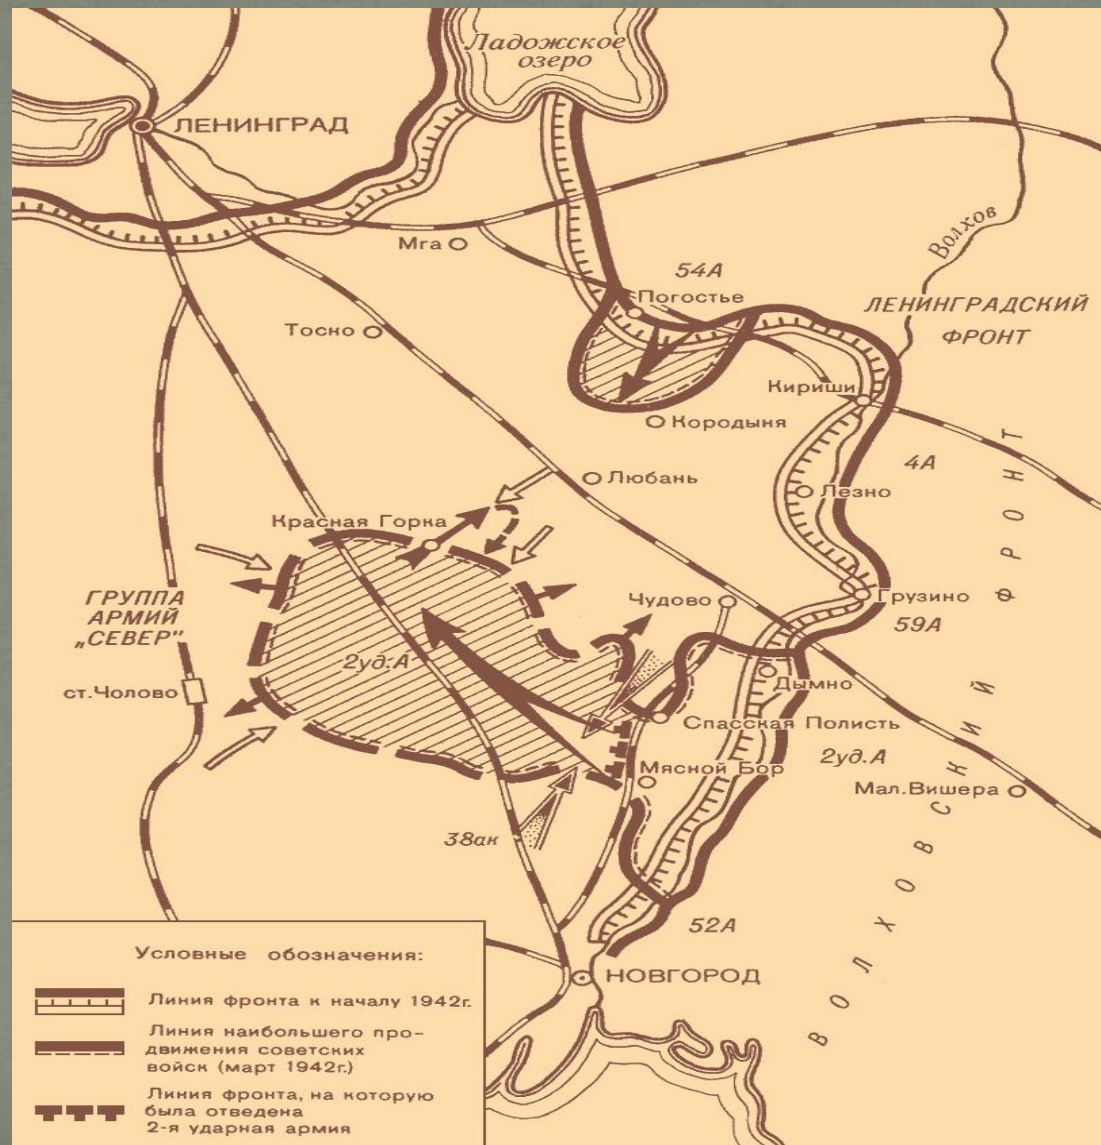 Ладожское
озеро
ЛЕНИНГРАД
Волхов
Мга
54А
Погостье
ЛЕНИНГРАДСКИЙ
ФРОНТ
Тосно
Кириши
Кородыня
4А
Любань
Лезно
Красная Горка
ГРУППА
АРМИЙ
„СЕВЕР"
Чудово
Грузино
59А
2уд.А
ст.Чолово
Дымно
Спасская Полисть
2уд.А
Мясной Бор
Мал.Вишера
38ак
52А
НОВГОРОД
ВОЛХОВСКИЙ ФРОНТ
Условные обозначения:
Линия фронта к началу 1942г.
Линия наибольшего про-
движения советских
войск (март 1942г.)
Линия фронта, на которую
была отведена
2-я ударная армия